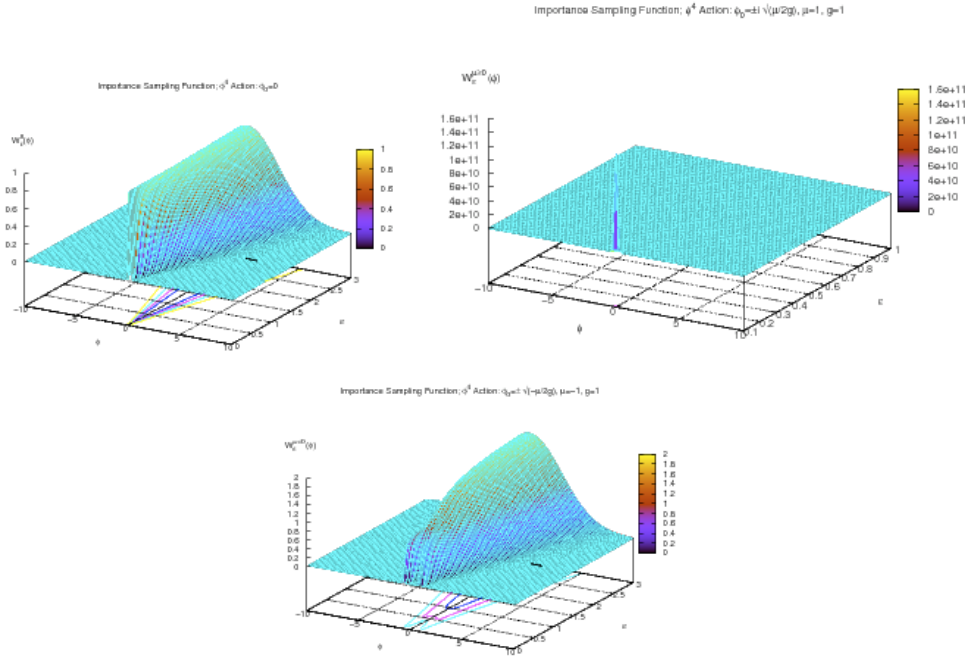 Importance Sampling Function; ϕ⁴ Action: ϕ₀=±i √(μ/2g), μ=1, g=1
W_ε^{μ>0}(ϕ)
1.6e+11
1.4e+11
1.2e+11
1e+11
8e+10
6e+10
4e+10
2e+10
0
1.6e+11
1.4e+11
1.2e+11
1e+11
8e+10
6e+10
4e+10
2e+10
0
-10
-5
0
5
10
ϕ
0.1
0.2
0.3
0.4
0.5
0.6
0.7
0.8
0.9
1
ε
Importance Sampling Function; ϕ⁴ Action: ϕ₀=0
1
0.8
0.6
0.4
0.2
0
1
0.8
0.6
0.4
0.2
0
-10
-5
0
5
10
ϕ
0
0.5
1
1.5
2
2.5
3
ε
Importance Sampling Function; ϕ⁴ Action: ϕ₀=± √(-μ/2g), μ=-1, g=1
W_ε^{μ<0}(ϕ)
2
1.8
1.6
1.4
1.2
1
0.8
0.6
0.4
0.2
0
2
1.8
1.6
1.4
1.2
1
0.8
0.6
0.4
0.2
0
-10
-5
0
5
10
ϕ
0
0.5
1
1.5
2
2.5
3
ε